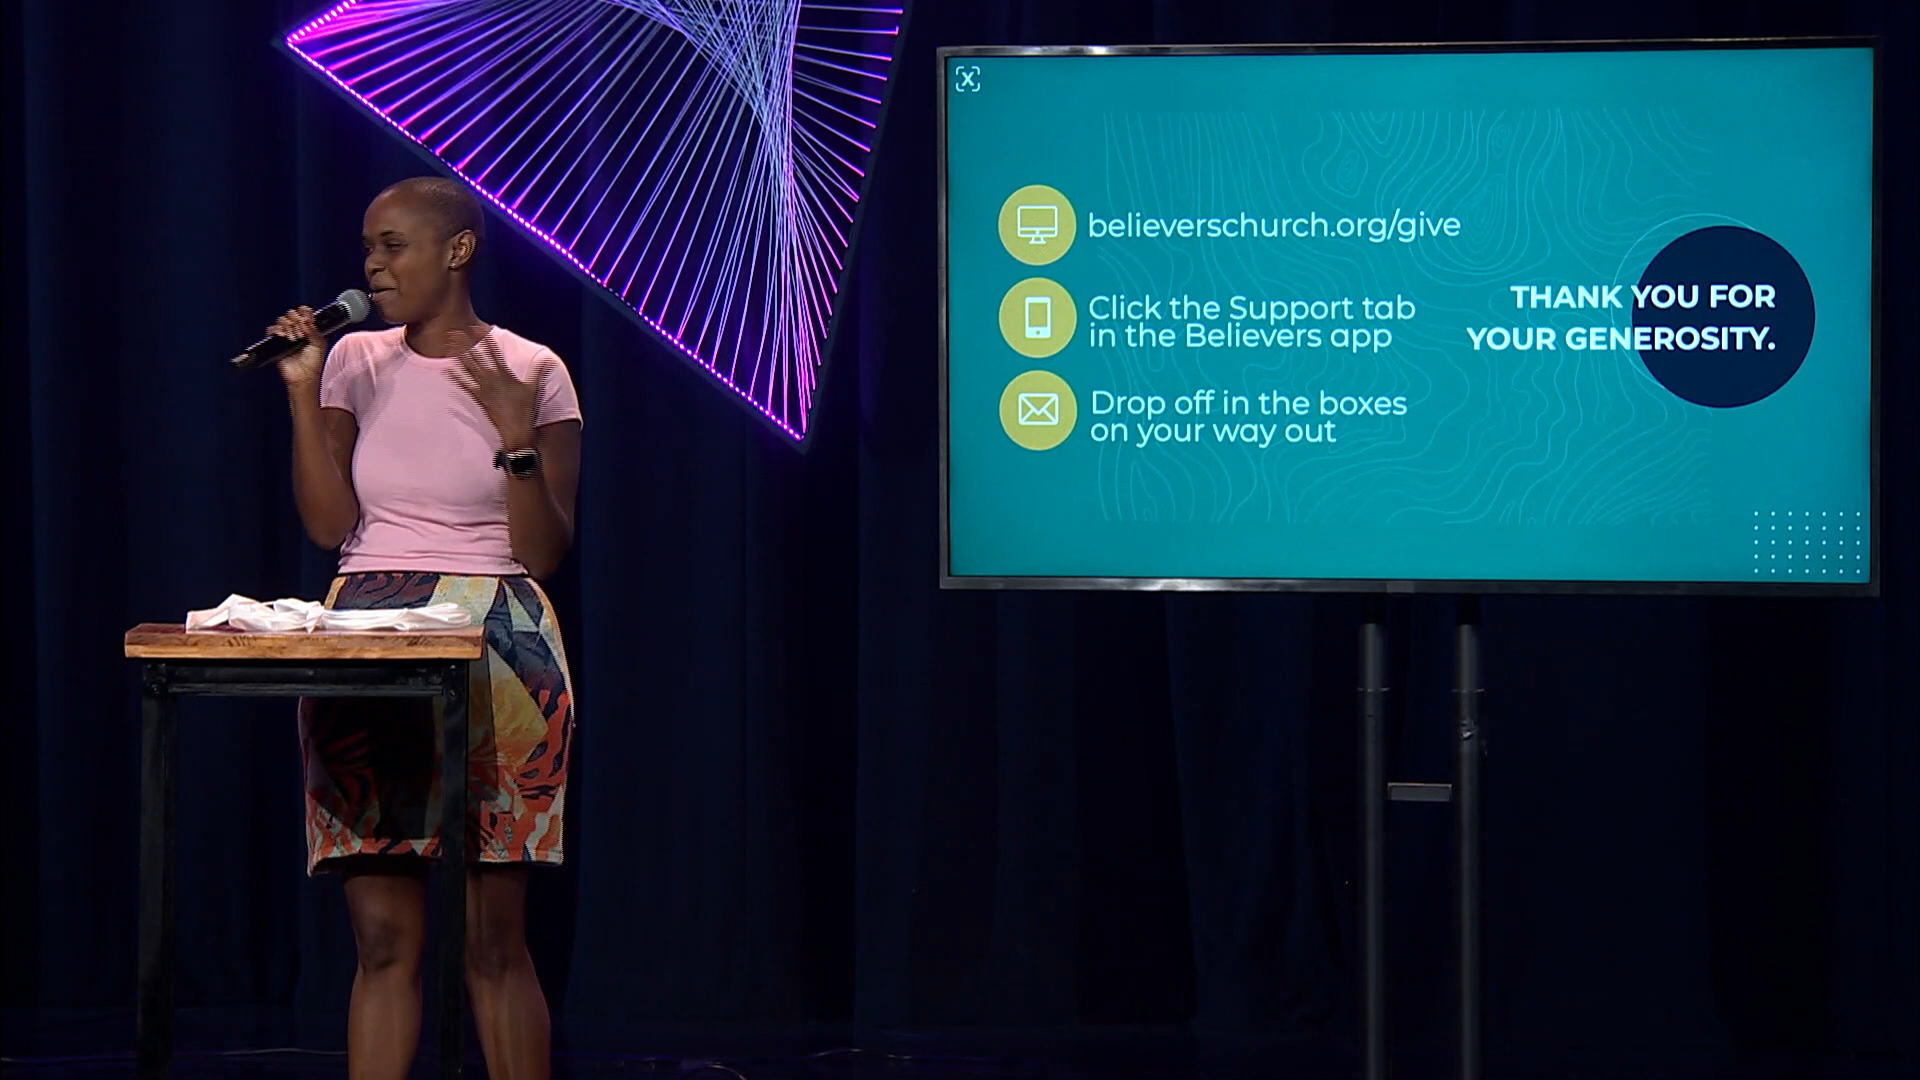 X
believerschurch.org/give
Click the Support tab
in the Believers app
Drop off in the boxes
on your way out
THANK YOU FOR
YOUR GENEROSITY.